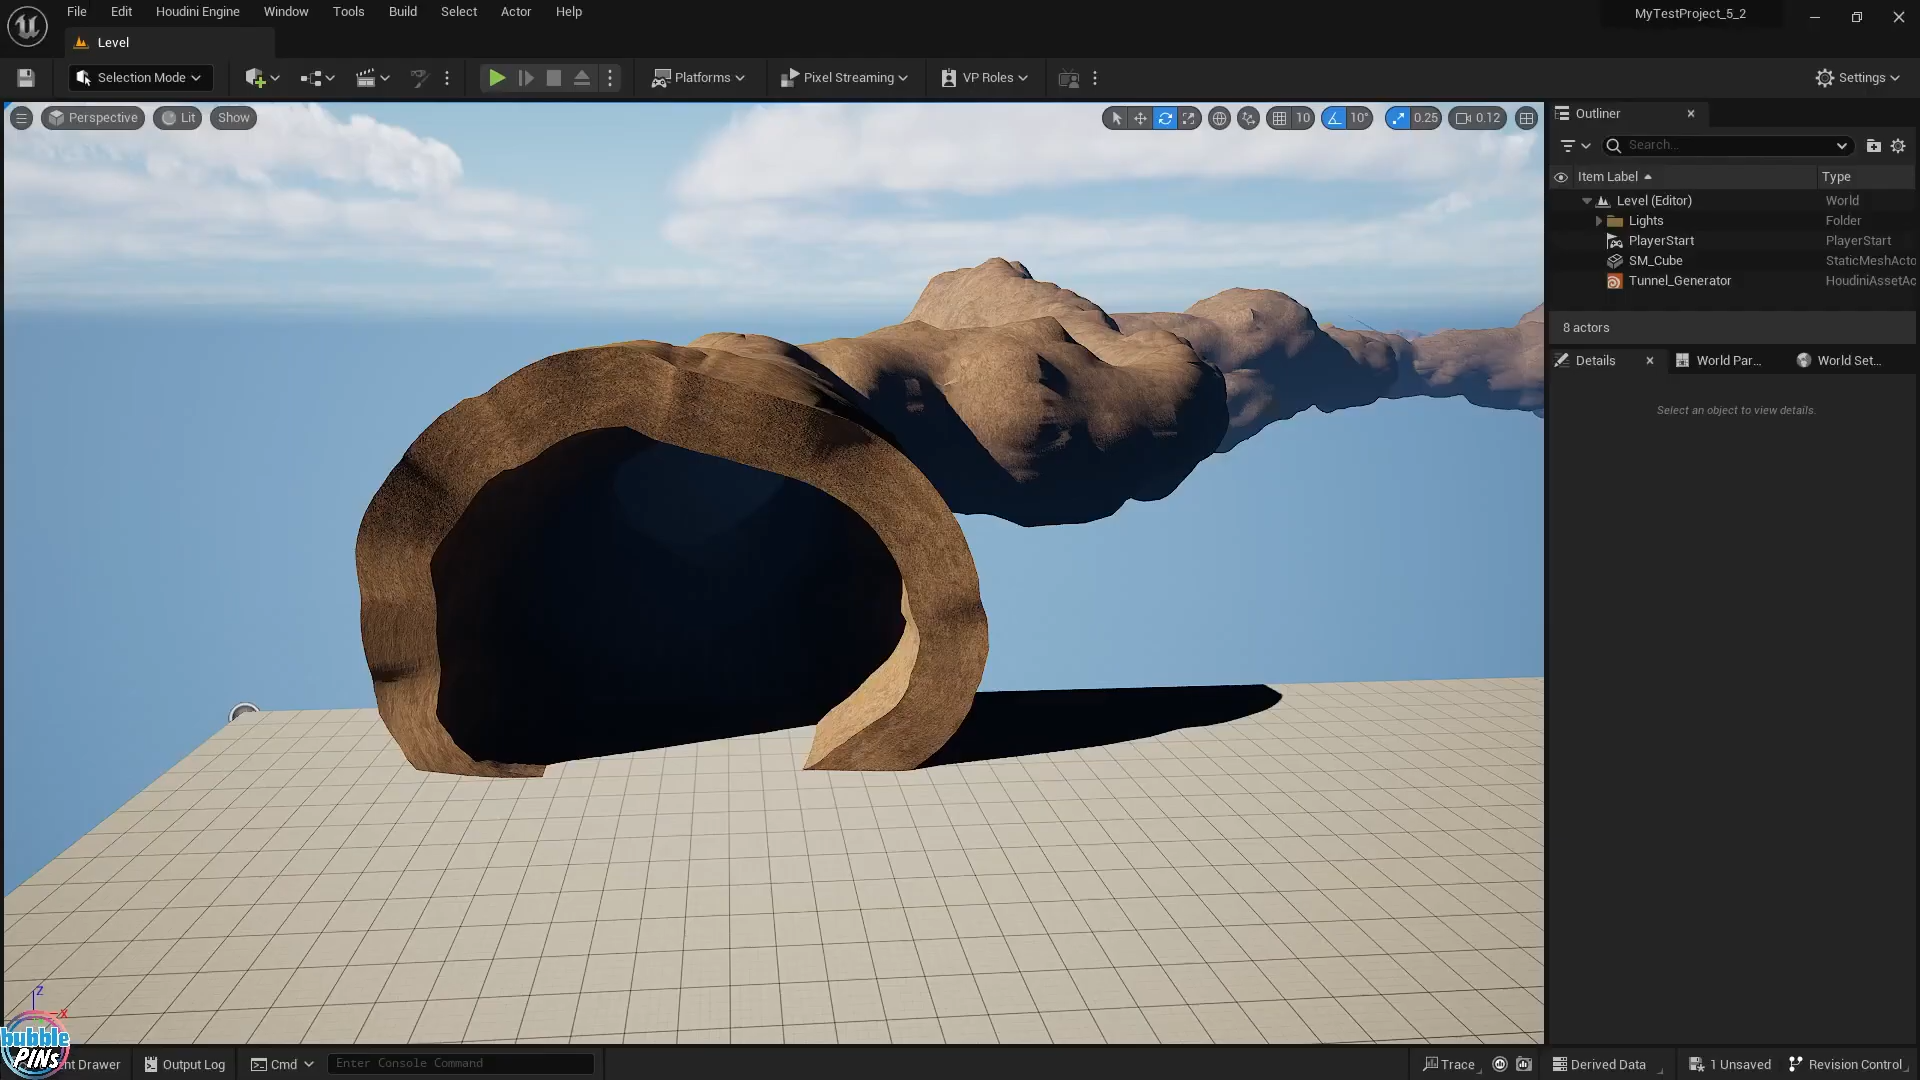 File Edit Houdini Engine Window Tools Build Select Actor Help
MyTestProject_5_2
Level
Selection Mode
Platforms
Pixel Streaming
VP Roles
Settings
Perspective Lit Show
10 10° 0.25 0.12
Outliner
Search...
Item Label Type
Level (Editor) World
Lights Folder
PlayerStart PlayerStart
SM_Cube StaticMeshActo
Tunnel_Generator HoudiniAssetAc
8 actors
Details World Par... World Set...
Select an object to view details.
Z
X
bubble
PINs
nt Drawer Output Log Cmd Enter Console Command Trace Derived Data 1 Unsaved Revision Control